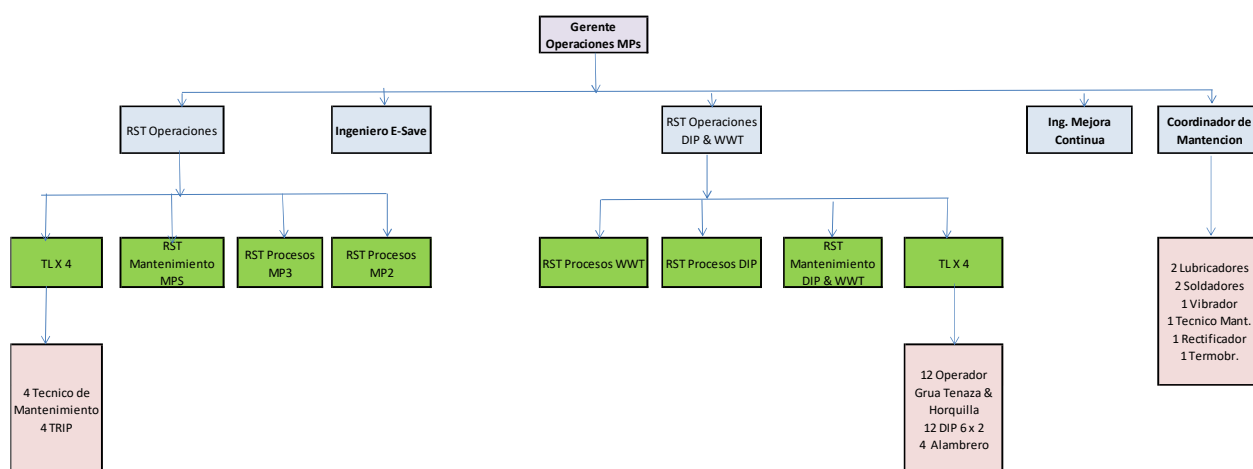 Gerente
Operaciones MPs
RST Operaciones
Ingeniero E-Save
RST Operaciones
DIP & WWT
Ing. Mejora
Continua
Coordinador de
Mantencion
TL X 4
RST
Mantenimiento
MPS
RST Procesos
MP3
RST Procesos
MP2
RST Procesos WWT
RST Procesos DIP
RST
Mantenimiento
DIP & WWT
TL X 4
2 Lubricadores
2 Soldadores
1 Vibrador
1 Tecnico Mant.
1 Rectificador
1 Termobr.
4 Tecnico de
Mantenimiento
4 TRIP
12 Operador
Grua Tenaza &
Horquilla
12 DIP 6 x 2
4 Alambrero